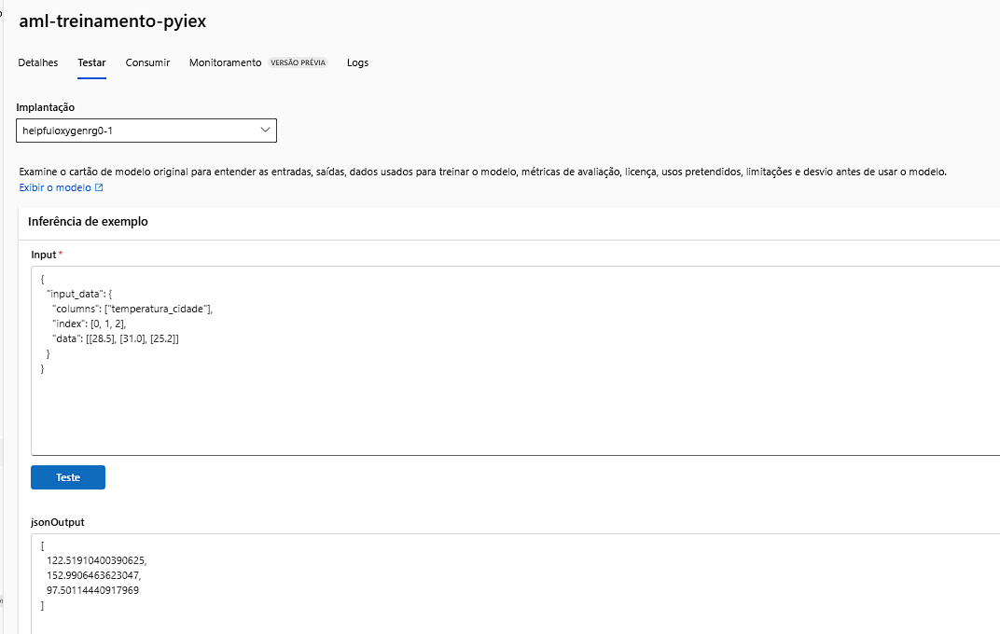 aml-treinamento-pyiex
Detalhes Testar Consumir Monitoramento VERSÃO PRÉVIA Logs
Implantação
helpfuloxygenrg0-1
Examine o cartão de modelo original para entender as entradas, saídas, dados usados para treinar o modelo, métricas de avaliação, licença, usos pretendidos, limitações e desvio antes de usar o modelo.
Exibir o modelo
Inferência de exemplo
Input *
{
"input_data": {
"columns": ["temperatura_cidade"],
"index": [0, 1, 2],
"data": [[28.5], [31.0], [25.2]]
}
}
Teste
jsonOutput
[
122.51910400390625,
152.9906463623047,
97.50114440917969
]